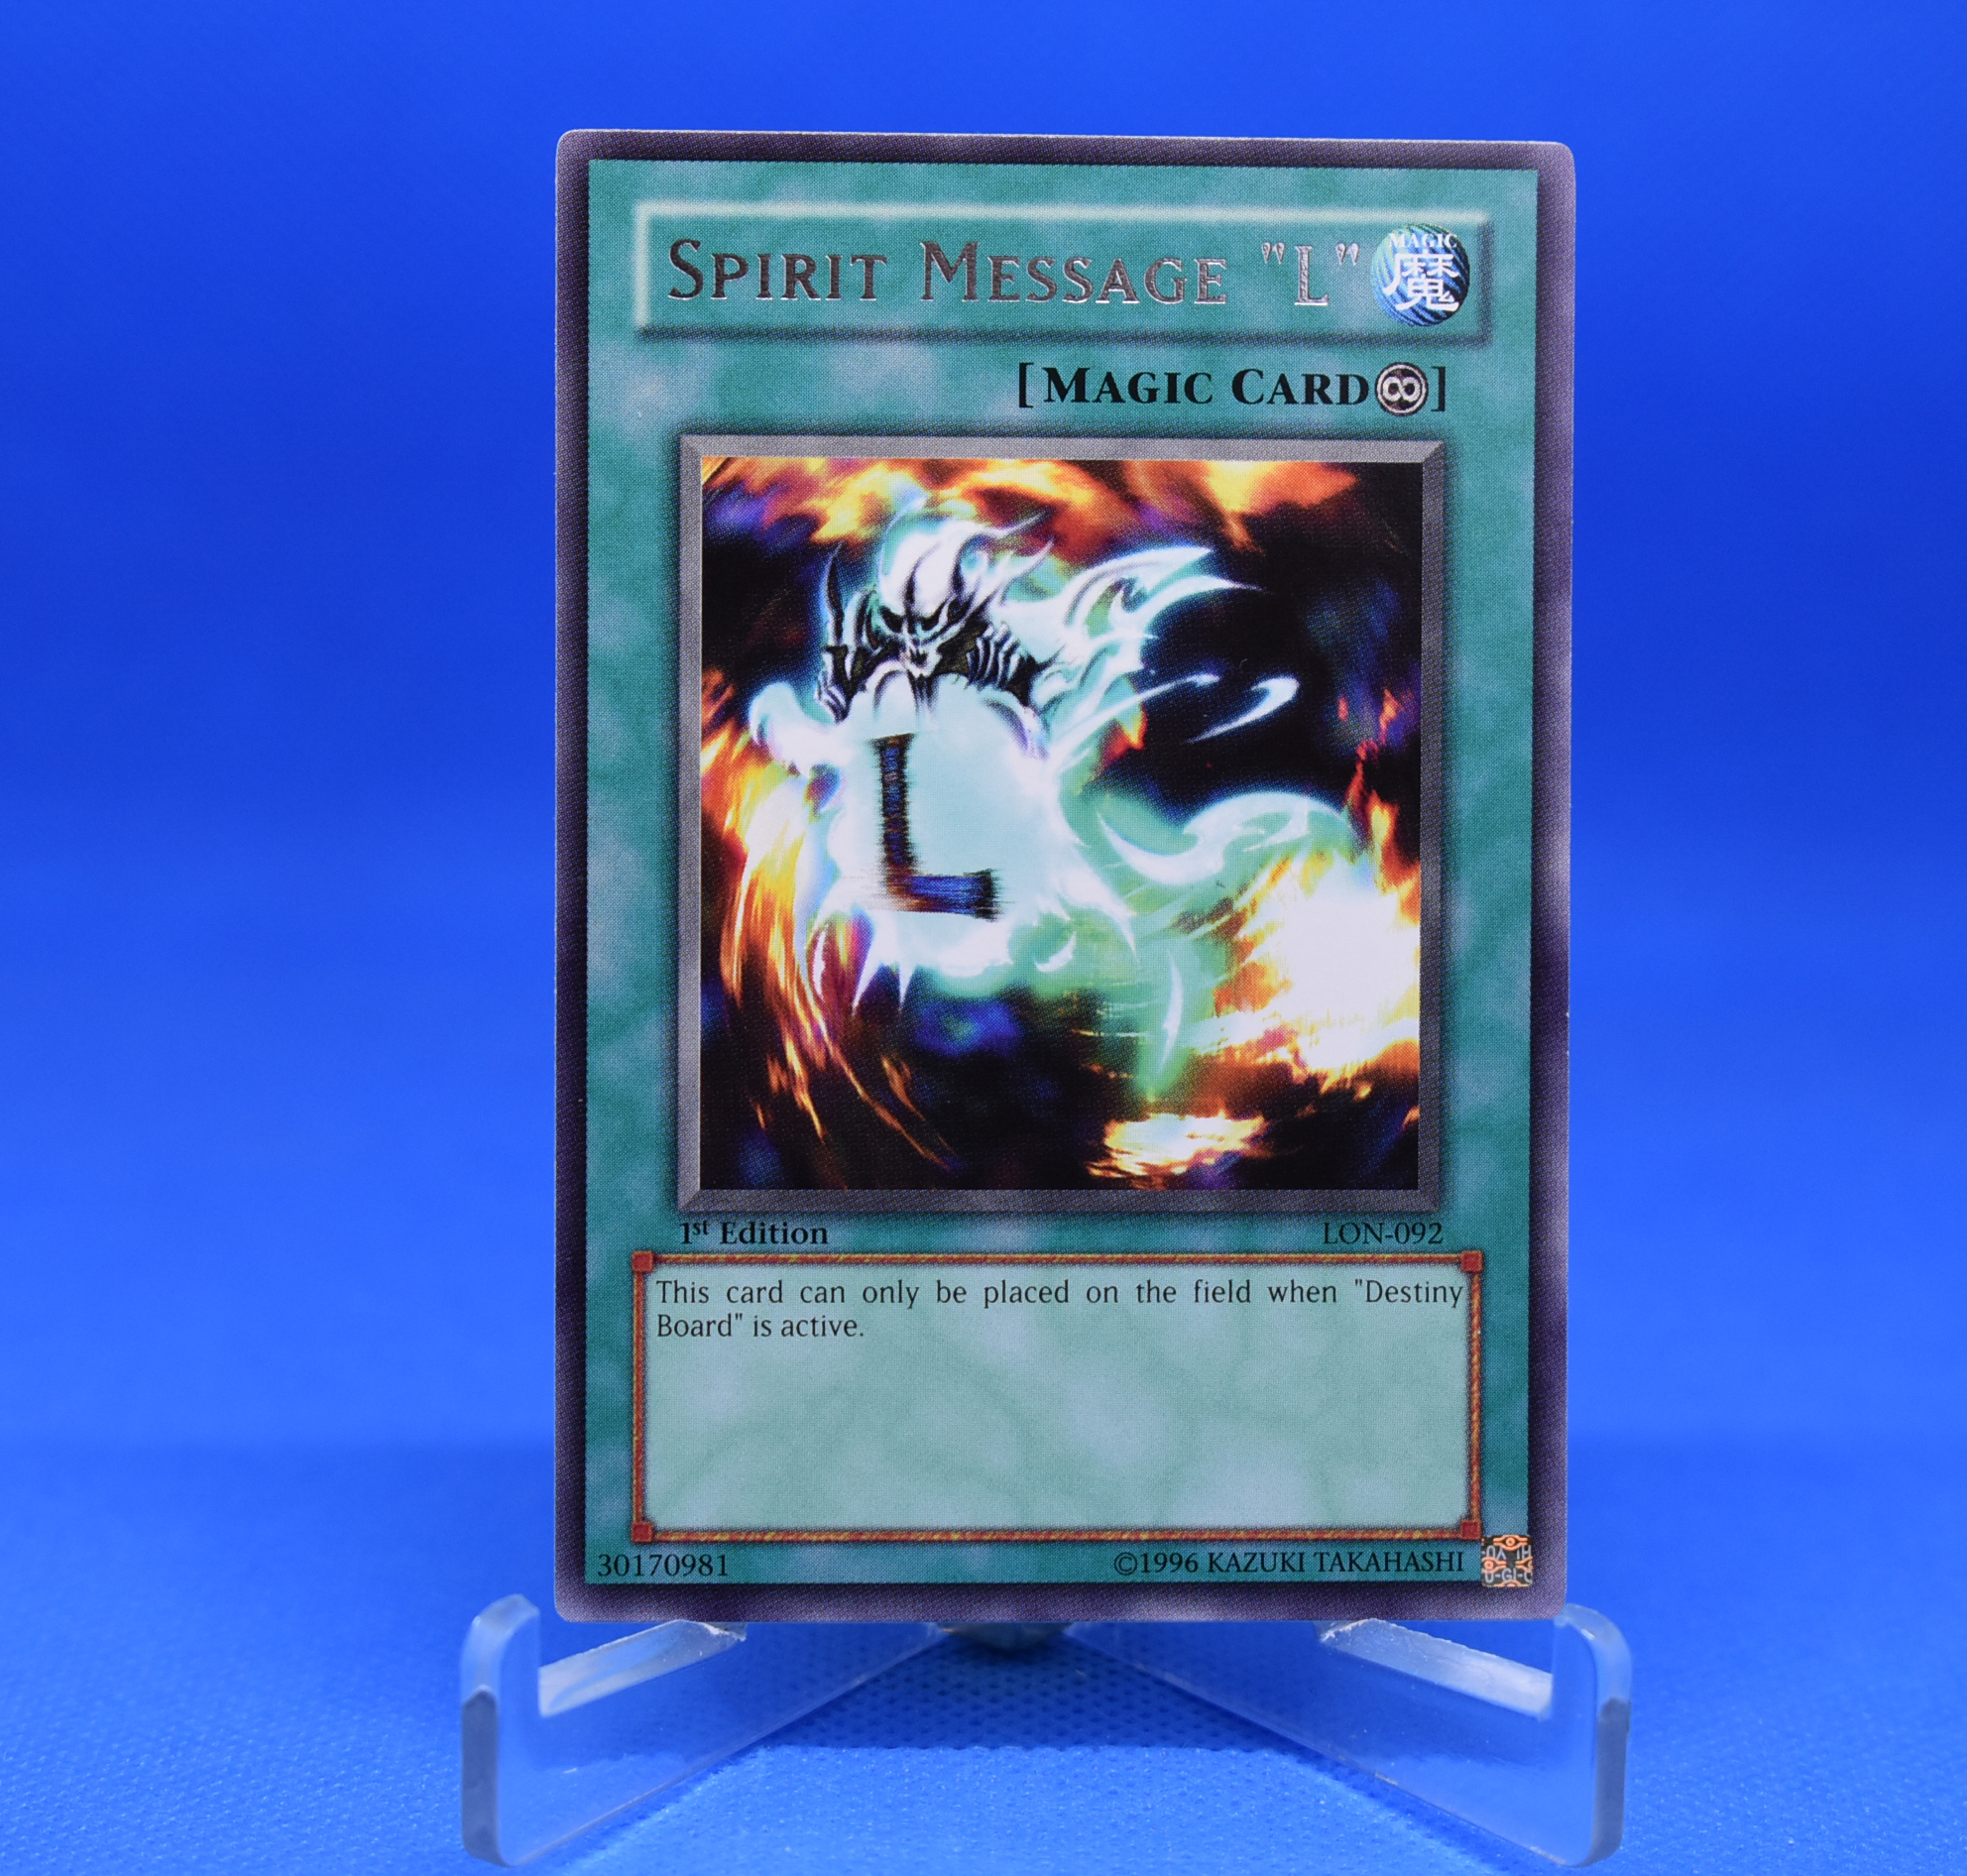 SPIRIT MESSAGE "L"
MAGIC
魔
[MAGIC CARD∞]
L
1st Edition
LON-092
This card can only be placed on the field when "Destiny
Board" is active.
30170981
©1996 KAZUKI TAKAHASHI